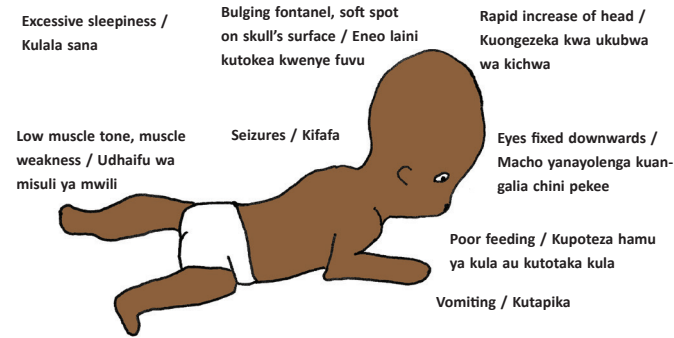 Excessive sleepiness /
Kulala sana
Bulging fontanel, soft spot
on skull's surface / Eneo laini
kutokea kwenye fuvu
Rapid increase of head /
Kuongezeka kwa ukubwa
wa kichwa
Low muscle tone, muscle
weakness / Udhaifu wa
misuli ya mwili
Seizures / Kifafa
Eyes fixed downwards /
Macho yanayolenga kuan-
galia chini pekee
Poor feeding / Kupoteza hamu
ya kula au kutotaka kula
Vomiting / Kutapika